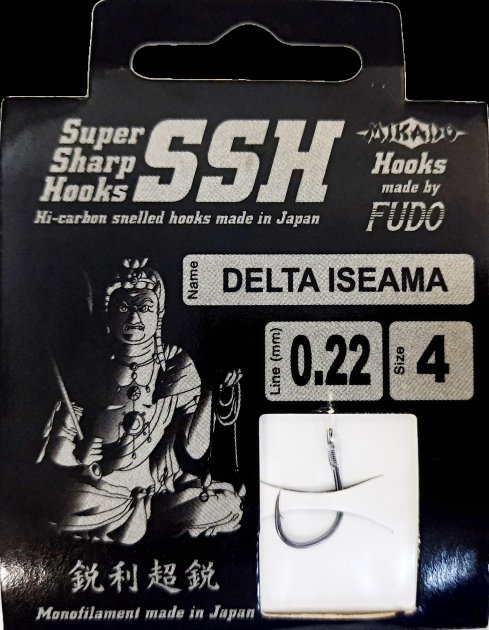 Super
Sharp
Hooks
SSH
Hi-carbon snelled hooks made in Japan
MIKADO
Hooks
made by
FUDO
Name
DELTA ISEAMA
Line (mm)
0.22
Size
4
鋭利超鋭
Monofilament made in Japan